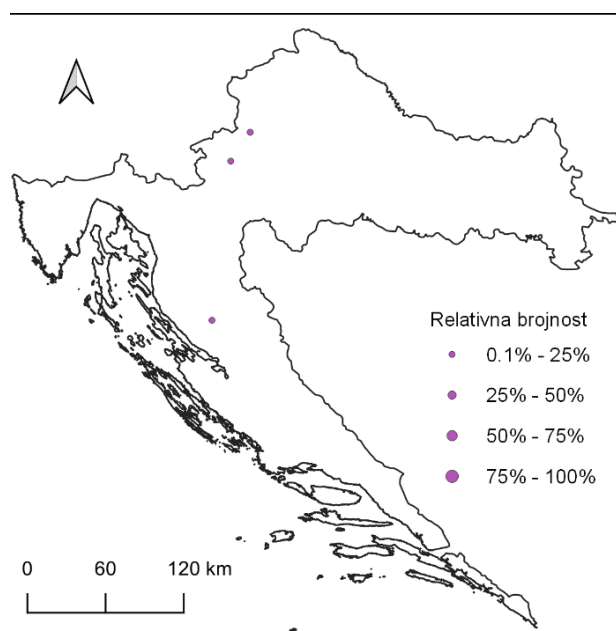 Relativna brojnost
0.1% - 25%
25% - 50%
50% - 75%
75% - 100%
0 60 120 km